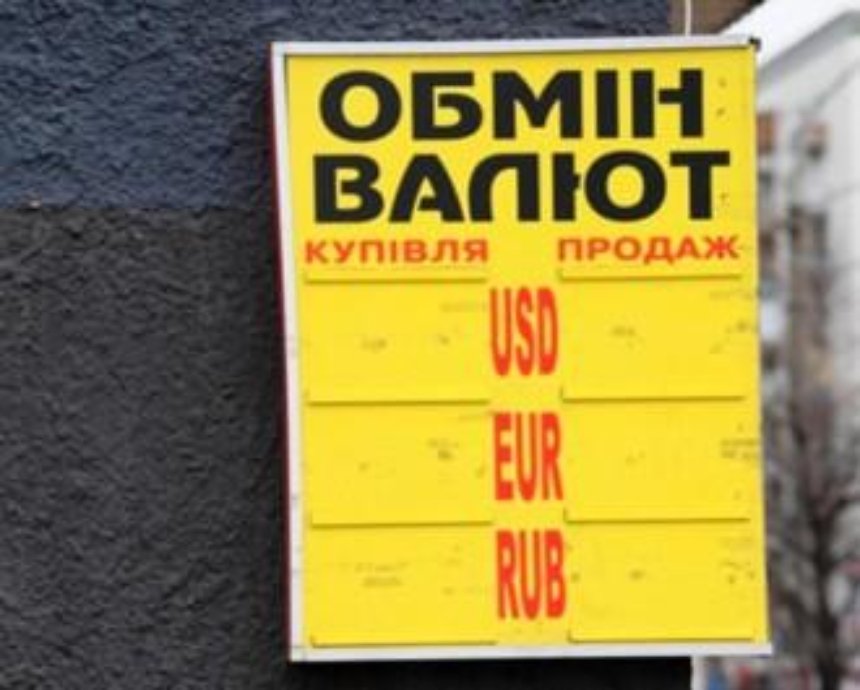 ОБМІН
ВАЛЮТ
КУПІВЛЯ ПРОДАЖ
USD
EUR
RUB